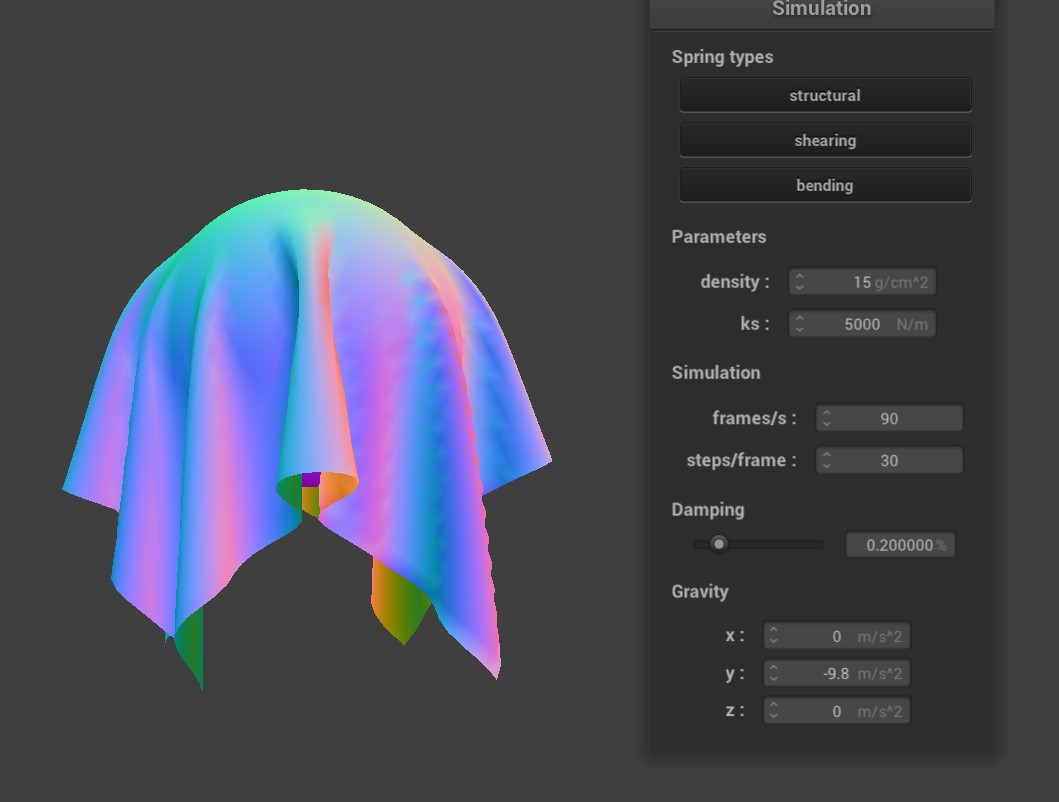 Simulation
Spring types
structural
shearing
bending
Parameters
density : 15 g/cm^2
ks : 5000 N/m
Simulation
frames/s : 90
steps/frame : 30
Damping
0.200000 %
Gravity
x : 0 m/s^2
y : -9.8 m/s^2
z : 0 m/s^2